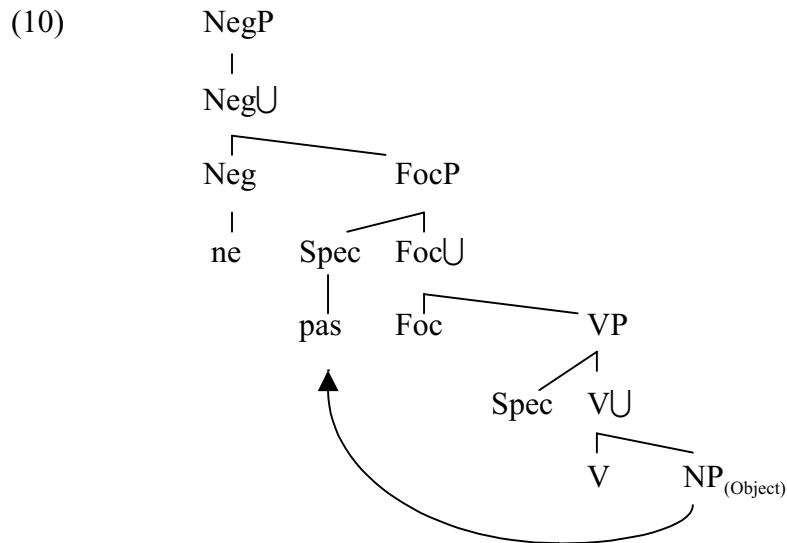 (10) NegP
Neg⋃
Neg FocP
ne Spec Foc⋃
pas Foc VP
Spec V⋃
V NP(Object)